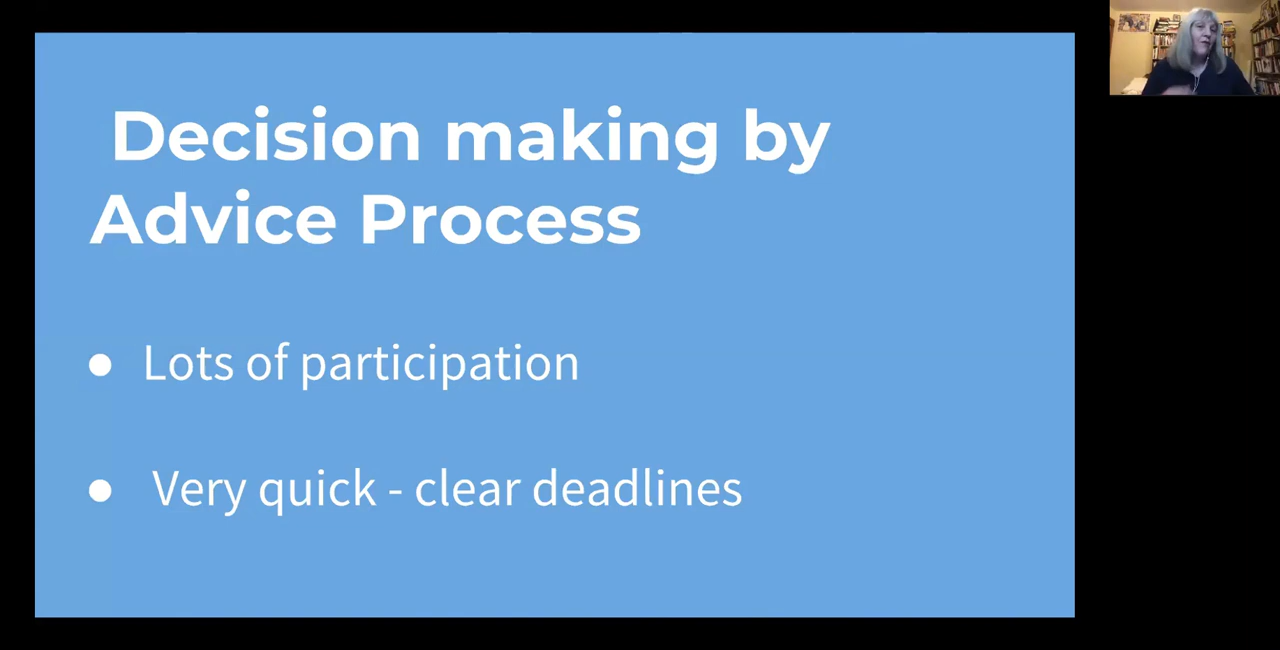 Decision making by
Advice Process
● Lots of participation
● Very quick - clear deadlines